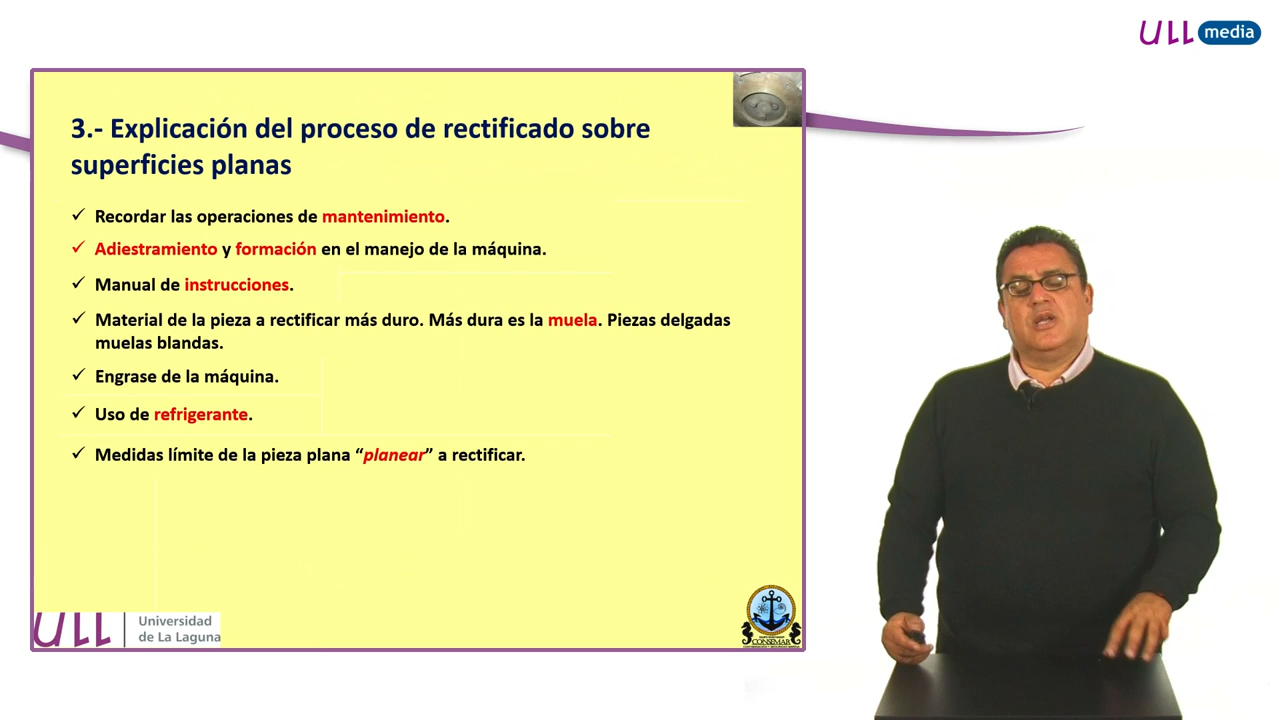 ULL media
3.- Explicación del proceso de rectificado sobre
superficies planas
✓ Recordar las operaciones de mantenimiento.
✓ Adiestramiento y formación en el manejo de la máquina.
✓ Manual de instrucciones.
✓ Material de la pieza a rectificar más duro. Más dura es la muela. Piezas delgadas
muelas blandas.
✓ Engrase de la máquina.
✓ Uso de refrigerante.
✓ Medidas límite de la pieza plana “planear” a rectificar.
ULL
Universidad
de La Laguna
CONSEMAR